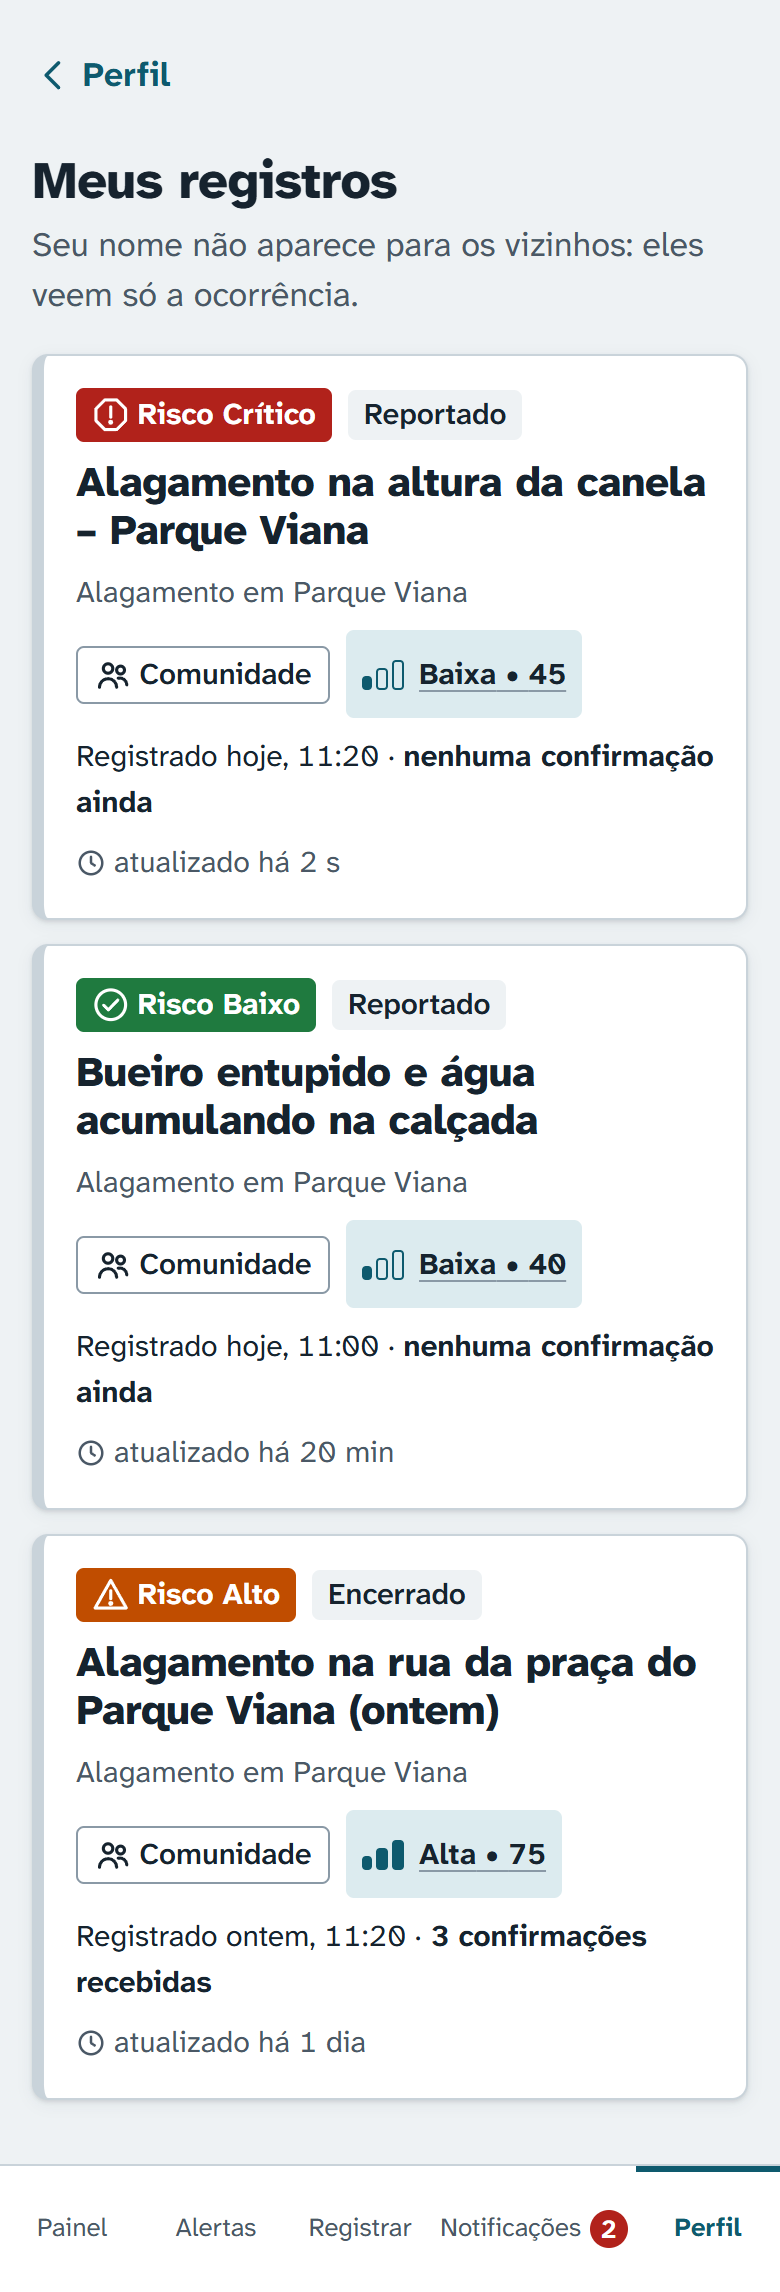 Perfil
Meus registros
Seu nome não aparece para os vizinhos: eles
veem só a ocorrência.
Risco Crítico
Reportado
Alagamento na altura da canela
– Parque Viana
Alagamento em Parque Viana
Comunidade
Baixa • 45
Registrado hoje, 11:20 · nenhuma confirmação
ainda
atualizado há 2 s
Risco Baixo
Reportado
Bueiro entupido e água
acumulando na calçada
Alagamento em Parque Viana
Comunidade
Baixa • 40
Registrado hoje, 11:00 · nenhuma confirmação
ainda
atualizado há 20 min
Risco Alto
Encerrado
Alagamento na rua da praça do
Parque Viana (ontem)
Alagamento em Parque Viana
Comunidade
Alta • 75
Registrado ontem, 11:20 · 3 confirmações
recebidas
atualizado há 1 dia
Painel
Alertas
Registrar
Notificações 2
Perfil